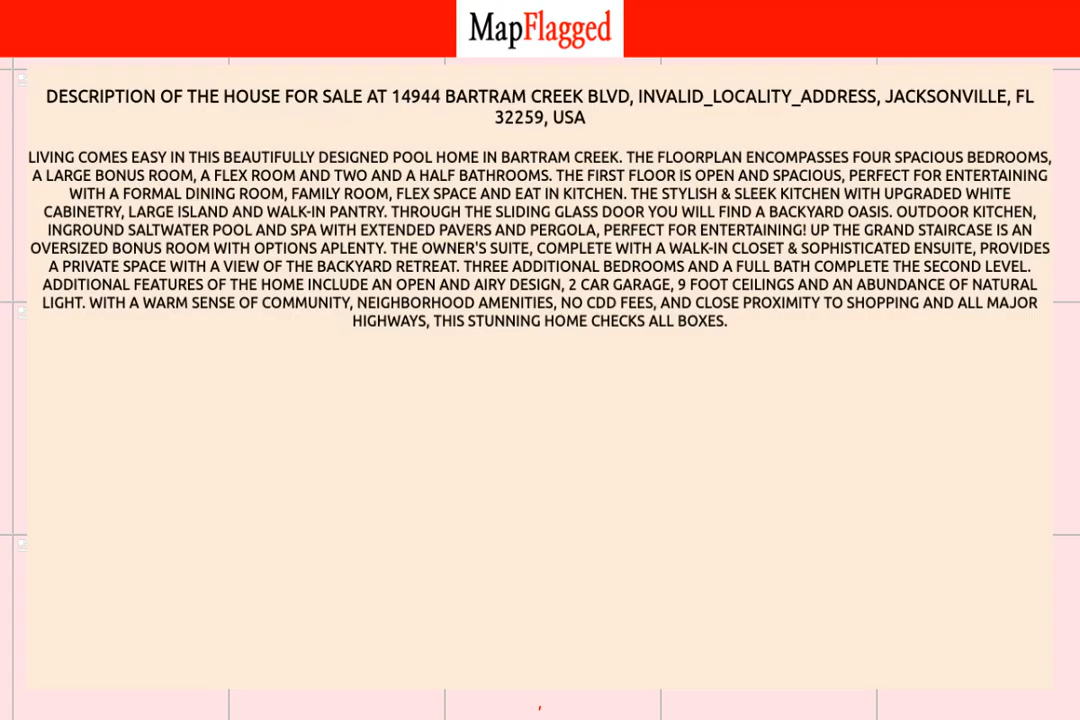 MapFlagged
DESCRIPTION OF THE HOUSE FOR SALE AT 14944 BARTRAM CREEK BLVD, INVALID_LOCALITY_ADDRESS, JACKSONVILLE, FL
32259, USA
LIVING COMES EASY IN THIS BEAUTIFULLY DESIGNED POOL HOME IN BARTRAM CREEK. THE FLOORPLAN ENCOMPASSES FOUR SPACIOUS BEDROOMS,
A LARGE BONUS ROOM, A FLEX ROOM AND TWO AND A HALF BATHROOMS. THE FIRST FLOOR IS OPEN AND SPACIOUS, PERFECT FOR ENTERTAINING
WITH A FORMAL DINING ROOM, FAMILY ROOM, FLEX SPACE AND EAT IN KITCHEN. THE STYLISH & SLEEK KITCHEN WITH UPGRADED WHITE
CABINETRY, LARGE ISLAND AND WALK-IN PANTRY. THROUGH THE SLIDING GLASS DOOR YOU WILL FIND A BACKYARD OASIS. OUTDOOR KITCHEN,
INGROUND SALTWATER POOL AND SPA WITH EXTENDED PAVERS AND PERGOLA, PERFECT FOR ENTERTAINING! UP THE GRAND STAIRCASE IS AN
OVERSIZED BONUS ROOM WITH OPTIONS APLENTY. THE OWNER'S SUITE, COMPLETE WITH A WALK-IN CLOSET & SOPHISTICATED ENSUITE, PROVIDES
A PRIVATE SPACE WITH A VIEW OF THE BACKYARD RETREAT. THREE ADDITIONAL BEDROOMS AND A FULL BATH COMPLETE THE SECOND LEVEL.
ADDITIONAL FEATURES OF THE HOME INCLUDE AN OPEN AND AIRY DESIGN, 2 CAR GARAGE, 9 FOOT CEILINGS AND AN ABUNDANCE OF NATURAL
LIGHT. WITH A WARM SENSE OF COMMUNITY, NEIGHBORHOOD AMENITIES, NO CDD FEES, AND CLOSE PROXIMITY TO SHOPPING AND ALL MAJOR
HIGHWAYS, THIS STUNNING HOME CHECKS ALL BOXES.
,